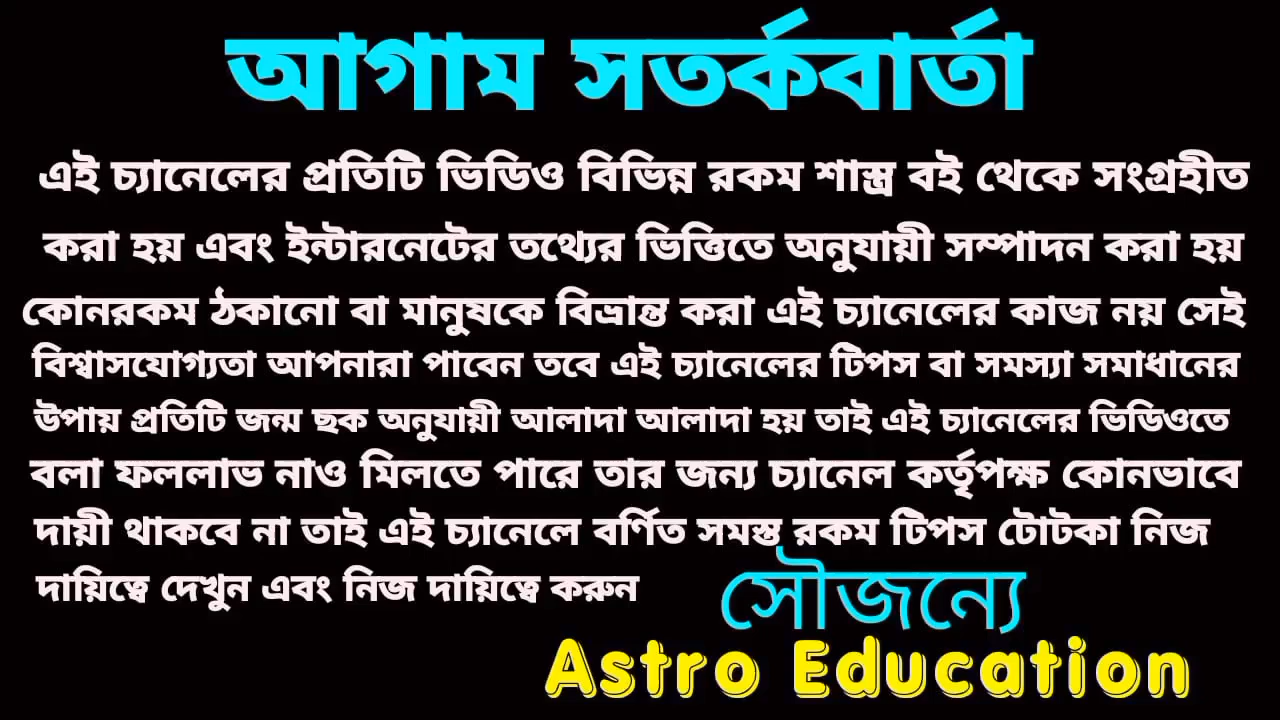 আগাম সতর্কবার্তা
এই চ্যানেলের প্রতিটি ভিডিও বিভিন্ন রকম শাস্ত্র বই থেকে সংগ্রহীত
করা হয় এবং ইন্টারনেটের তথ্যের ভিত্তিতে অনুযায়ী সম্পাদন করা হয়
কোনরকম ঠকানো বা মানুষকে বিভ্রান্ত করা এই চ্যানেলের কাজ নয় সেই
বিশ্বাসযোগ্যতা আপনারা পাবেন তবে এই চ্যানেলের টিপস বা সমস্যা সমাধানের
উপায় প্রতিটি জন্ম ছক অনুযায়ী আলাদা আলাদা হয় তাই এই চ্যানেলের ভিডিওতে
বলা ফললাভ নাও মিলতে পারে তার জন্য চ্যানেল কর্তৃপক্ষ কোনভাবে
দায়ী থাকবে না তাই এই চ্যানেলে বর্ণিত সমস্ত রকম টিপস টোটকা নিজ
দায়িত্বে দেখুন এবং নিজ দায়িত্বে করুন
সৌজন্যে
Astro Education